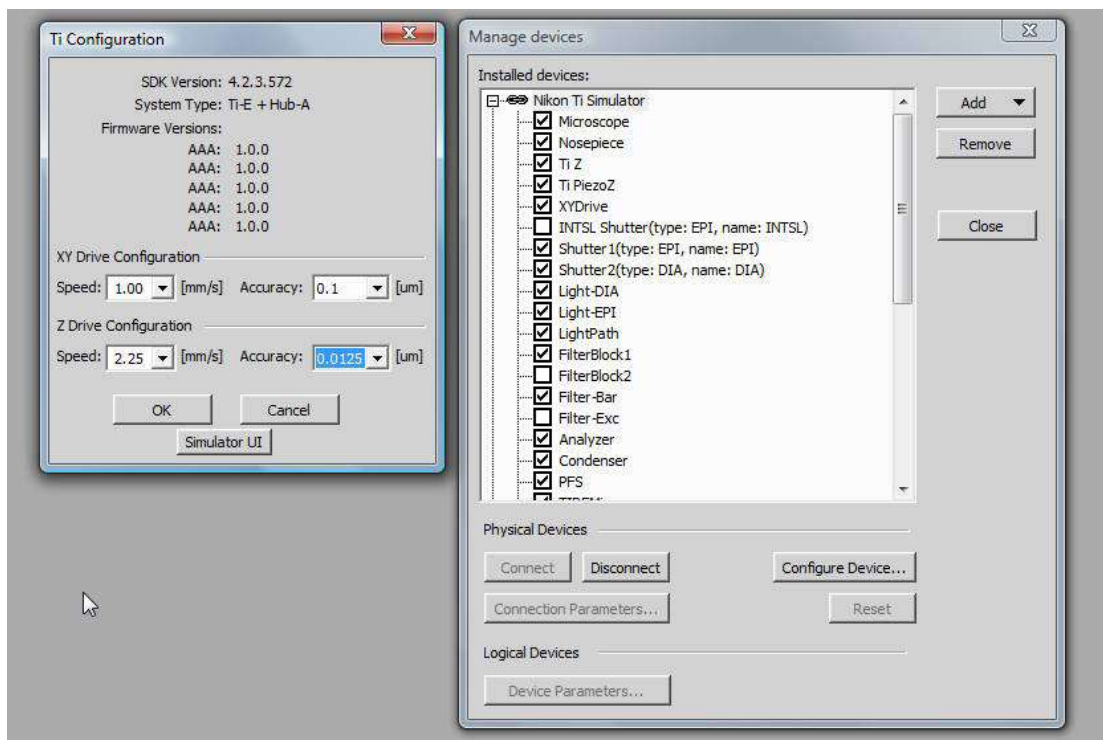 Ti Configuration
SDK Version: 4.2.3.572
System Type: Ti-E + Hub-A
Firmware Versions:
AAA: 1.0.0
AAA: 1.0.0
AAA: 1.0.0
AAA: 1.0.0
AAA: 1.0.0
XY Drive Configuration
Speed: 1.00 [mm/s] Accuracy: 0.1 [um]
Z Drive Configuration
Speed: 2.25 [mm/s] Accuracy: 0.0125 [um]
OK Cancel
Simulator UI
Manage devices
Installed devices:
Nikon Ti Simulator
Microscope
Nosepiece
Ti Z
Ti PiezoZ
XYDrive
INTSL Shutter(type: EPI, name: INTSL)
Shutter1(type: EPI, name: EPI)
Shutter2(type: DIA, name: DIA)
Light-DIA
Light-EPI
LightPath
FilterBlock1
FilterBlock2
Filter-Bar
Filter-Exc
Analyzer
Condenser
PFS
Add
Remove
Close
Physical Devices
Connect Disconnect Configure Device...
Connection Parameters... Reset
Logical Devices
Device Parameters...